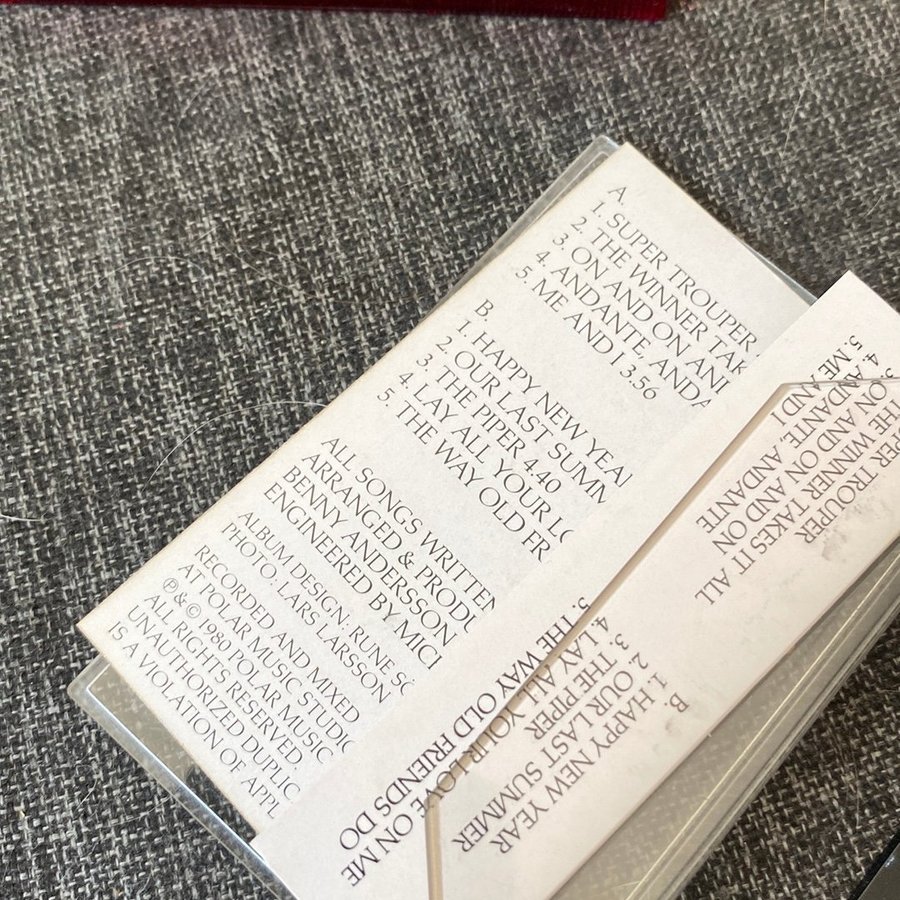 A.
1. SUPER TROUPER
2. THE WINNER TAK
3. ON AND ON AN
4. ANDANTE, ANDA
5. ME AND I 3.56
B.
1. HAPPY NEW YEA
2. OUR LAST SUMM
3. THE PIPER 4.40
4. LAY ALL YOUR LO
5. THE WAY OLD FR
ALL SONGS WRITTEN
ARRANGED & PRODU
BENNY ANDERSSON
ENGINEERED BY MICI
ALBUM DESIGN: RUNE SÖ
PHOTO: LARS LARSSON
RECORDED AND MIXED
AT POLAR MUSIC STUDIO
℗ & © 1980 POLAR MUSIC
ALL RIGHTS RESERVED.
UNAUTHORIZED DUPLIC
IS A VIOLATION OF APPL
PER TROUPER
THE WINNER TAKES IT ALL
ON AND ON AND ON
4. ANDANTE, ANDANTE
5. ME AND I
B.
1. HAPPY NEW YEAR
2. OUR LAST SUMMER
3. THE PIPER
4. LAY ALL YOUR LOVE ON ME
5. THE WAY OLD FRIENDS DO